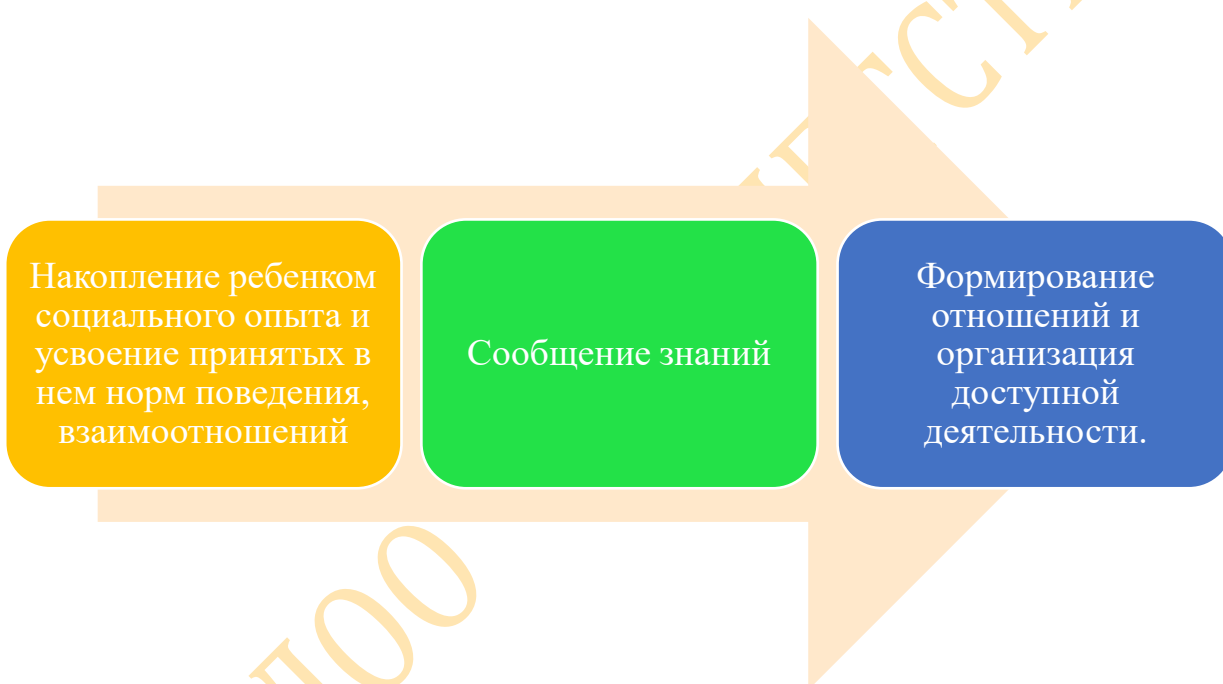 Накопление ребенком
социального опыта и
усвоение принятых в
нем норм поведения,
взаимоотношений
Сообщение знаний
Формирование
отношений и
организация
доступной
деятельности.